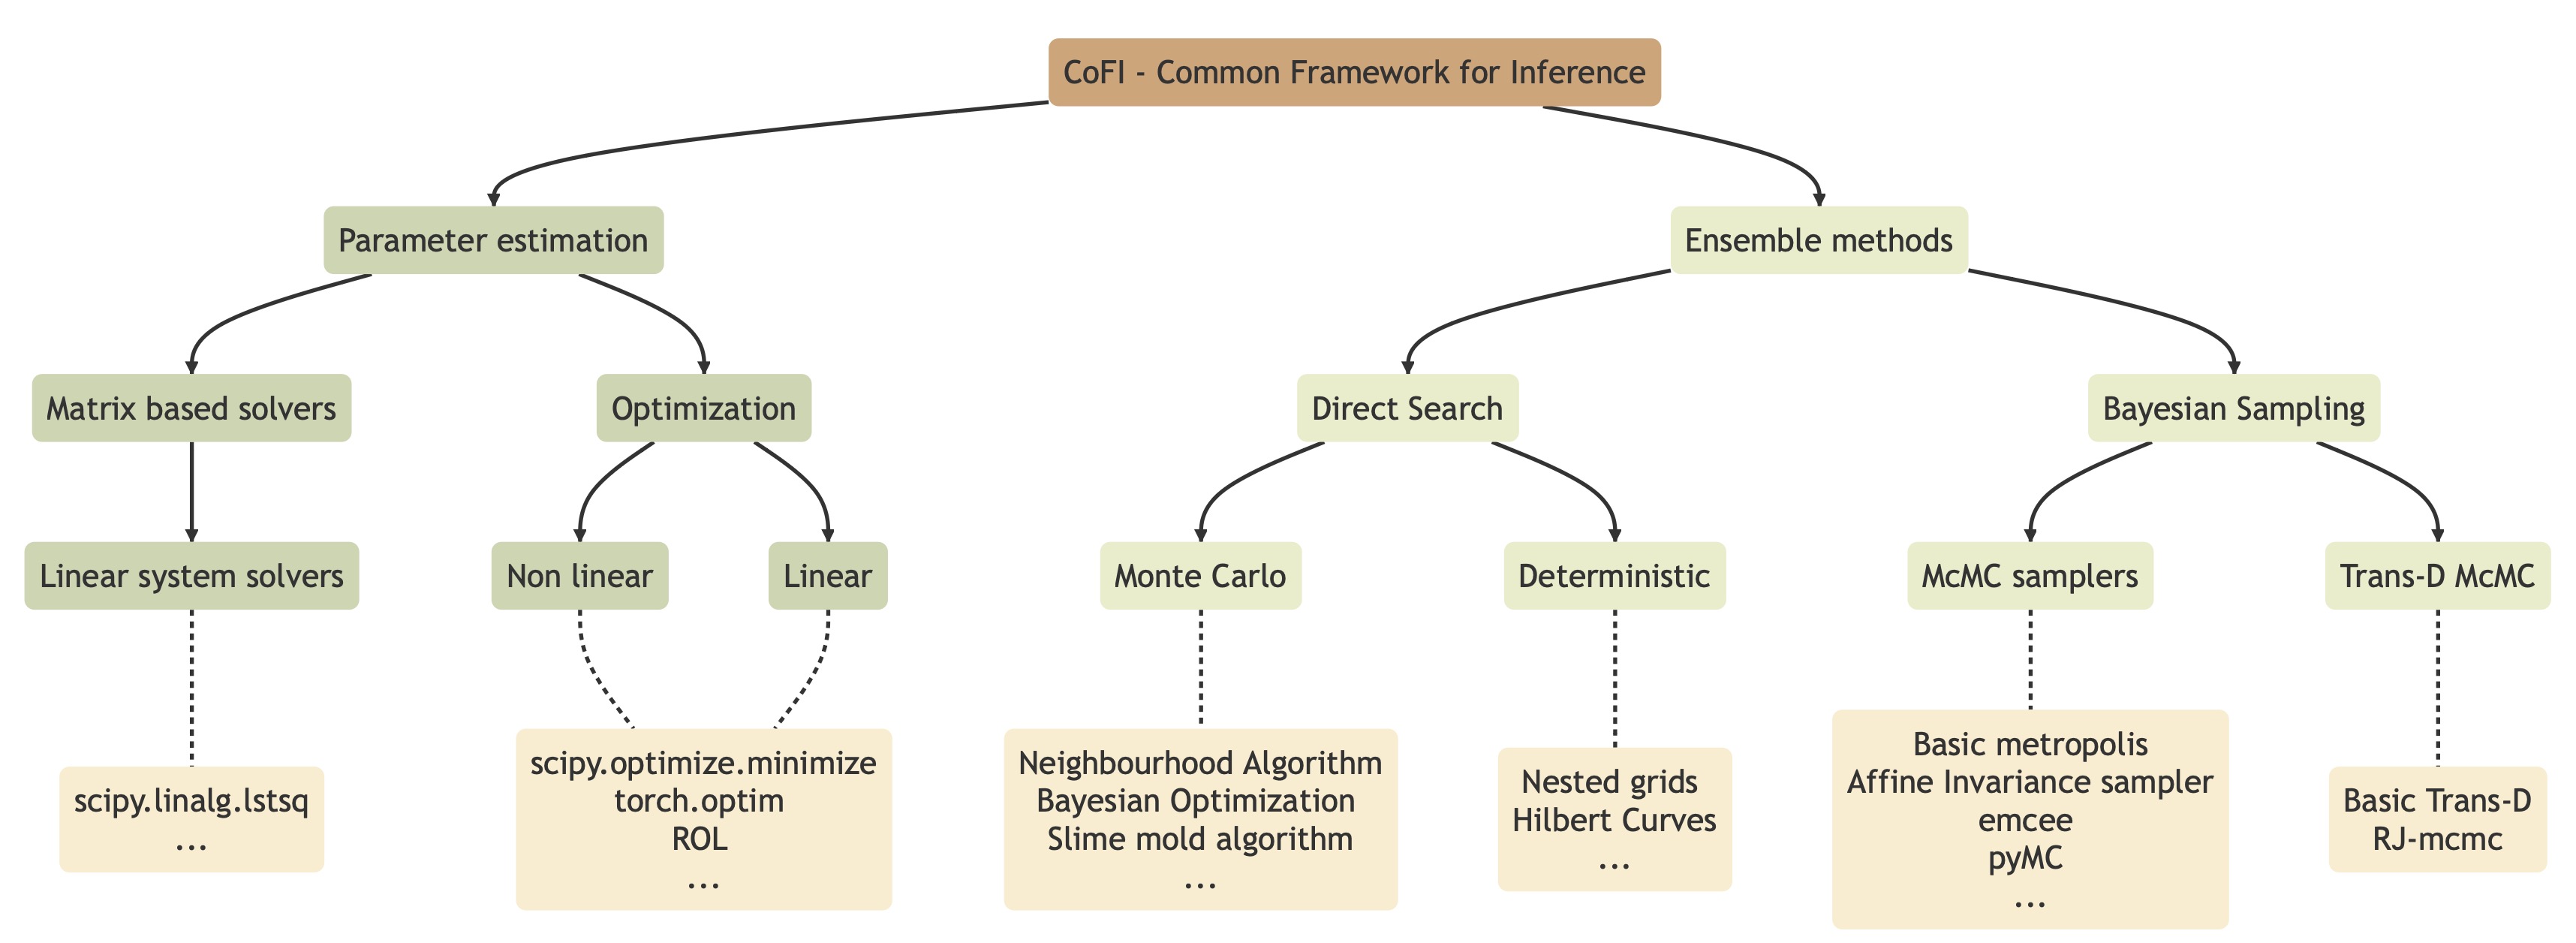 CoFI - Common Framework for Inference
Parameter estimation
Ensemble methods
Matrix based solvers
Optimization
Direct Search
Bayesian Sampling
Linear system solvers
Non linear
Linear
Monte Carlo
Deterministic
McMC samplers
Trans-D McMC
scipy.linalg.lstsq
...
scipy.optimize.minimize
torch.optim
ROL
...
Neighbourhood Algorithm
Bayesian Optimization
Slime mold algorithm
...
Nested grids
Hilbert Curves
...
Basic metropolis
Affine Invariance sampler
emcee
pyMC
...
Basic Trans-D
RJ-mcmc